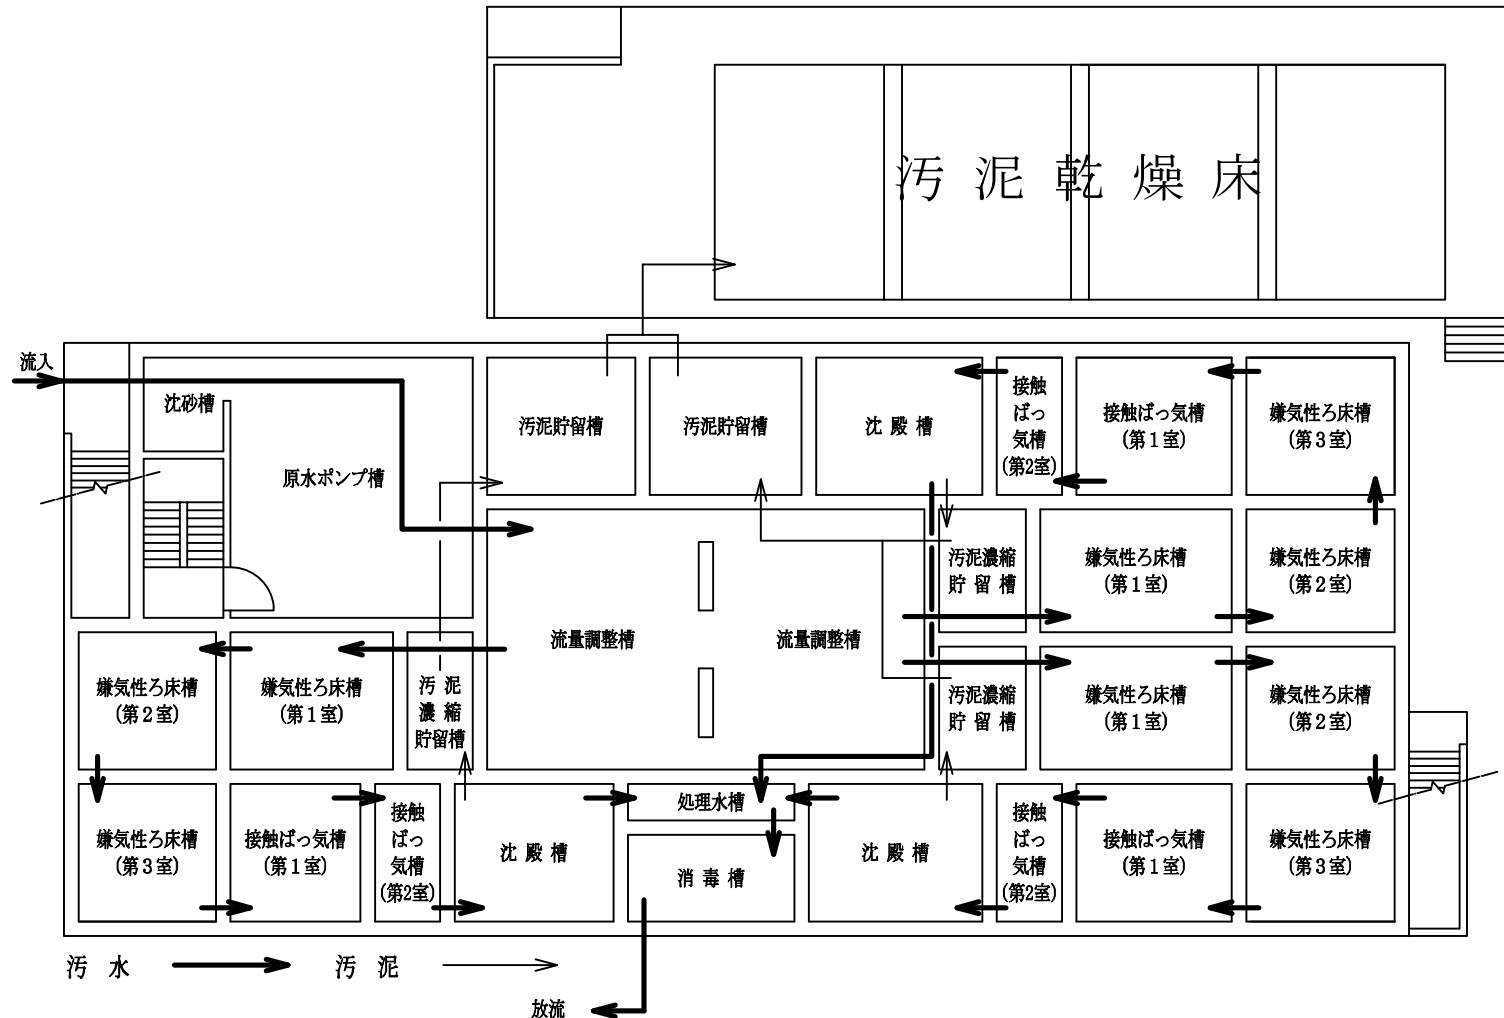 汚泥乾燥床
流入
沈砂槽
原水ポンプ槽
汚泥貯留槽
汚泥貯留槽
沈殿槽
接触
ばっ
気槽
(第2室)
接触ばっ気槽
(第1室)
嫌気性ろ床槽
(第3室)
汚泥濃縮
貯留槽
嫌気性ろ床槽
(第1室)
嫌気性ろ床槽
(第2室)
流量調整槽
流量調整槽
嫌気性ろ床槽
(第2室)
嫌気性ろ床槽
(第1室)
汚泥
濃縮
貯留槽
汚泥濃縮
貯留槽
嫌気性ろ床槽
(第1室)
嫌気性ろ床槽
(第2室)
嫌気性ろ床槽
(第3室)
接触ばっ気槽
(第1室)
接触
ばっ
気槽
(第2室)
沈殿槽
処理水槽
消毒槽
沈殿槽
接触
ばっ
気槽
(第2室)
接触ばっ気槽
(第1室)
嫌気性ろ床槽
(第3室)
汚水
汚泥
放流